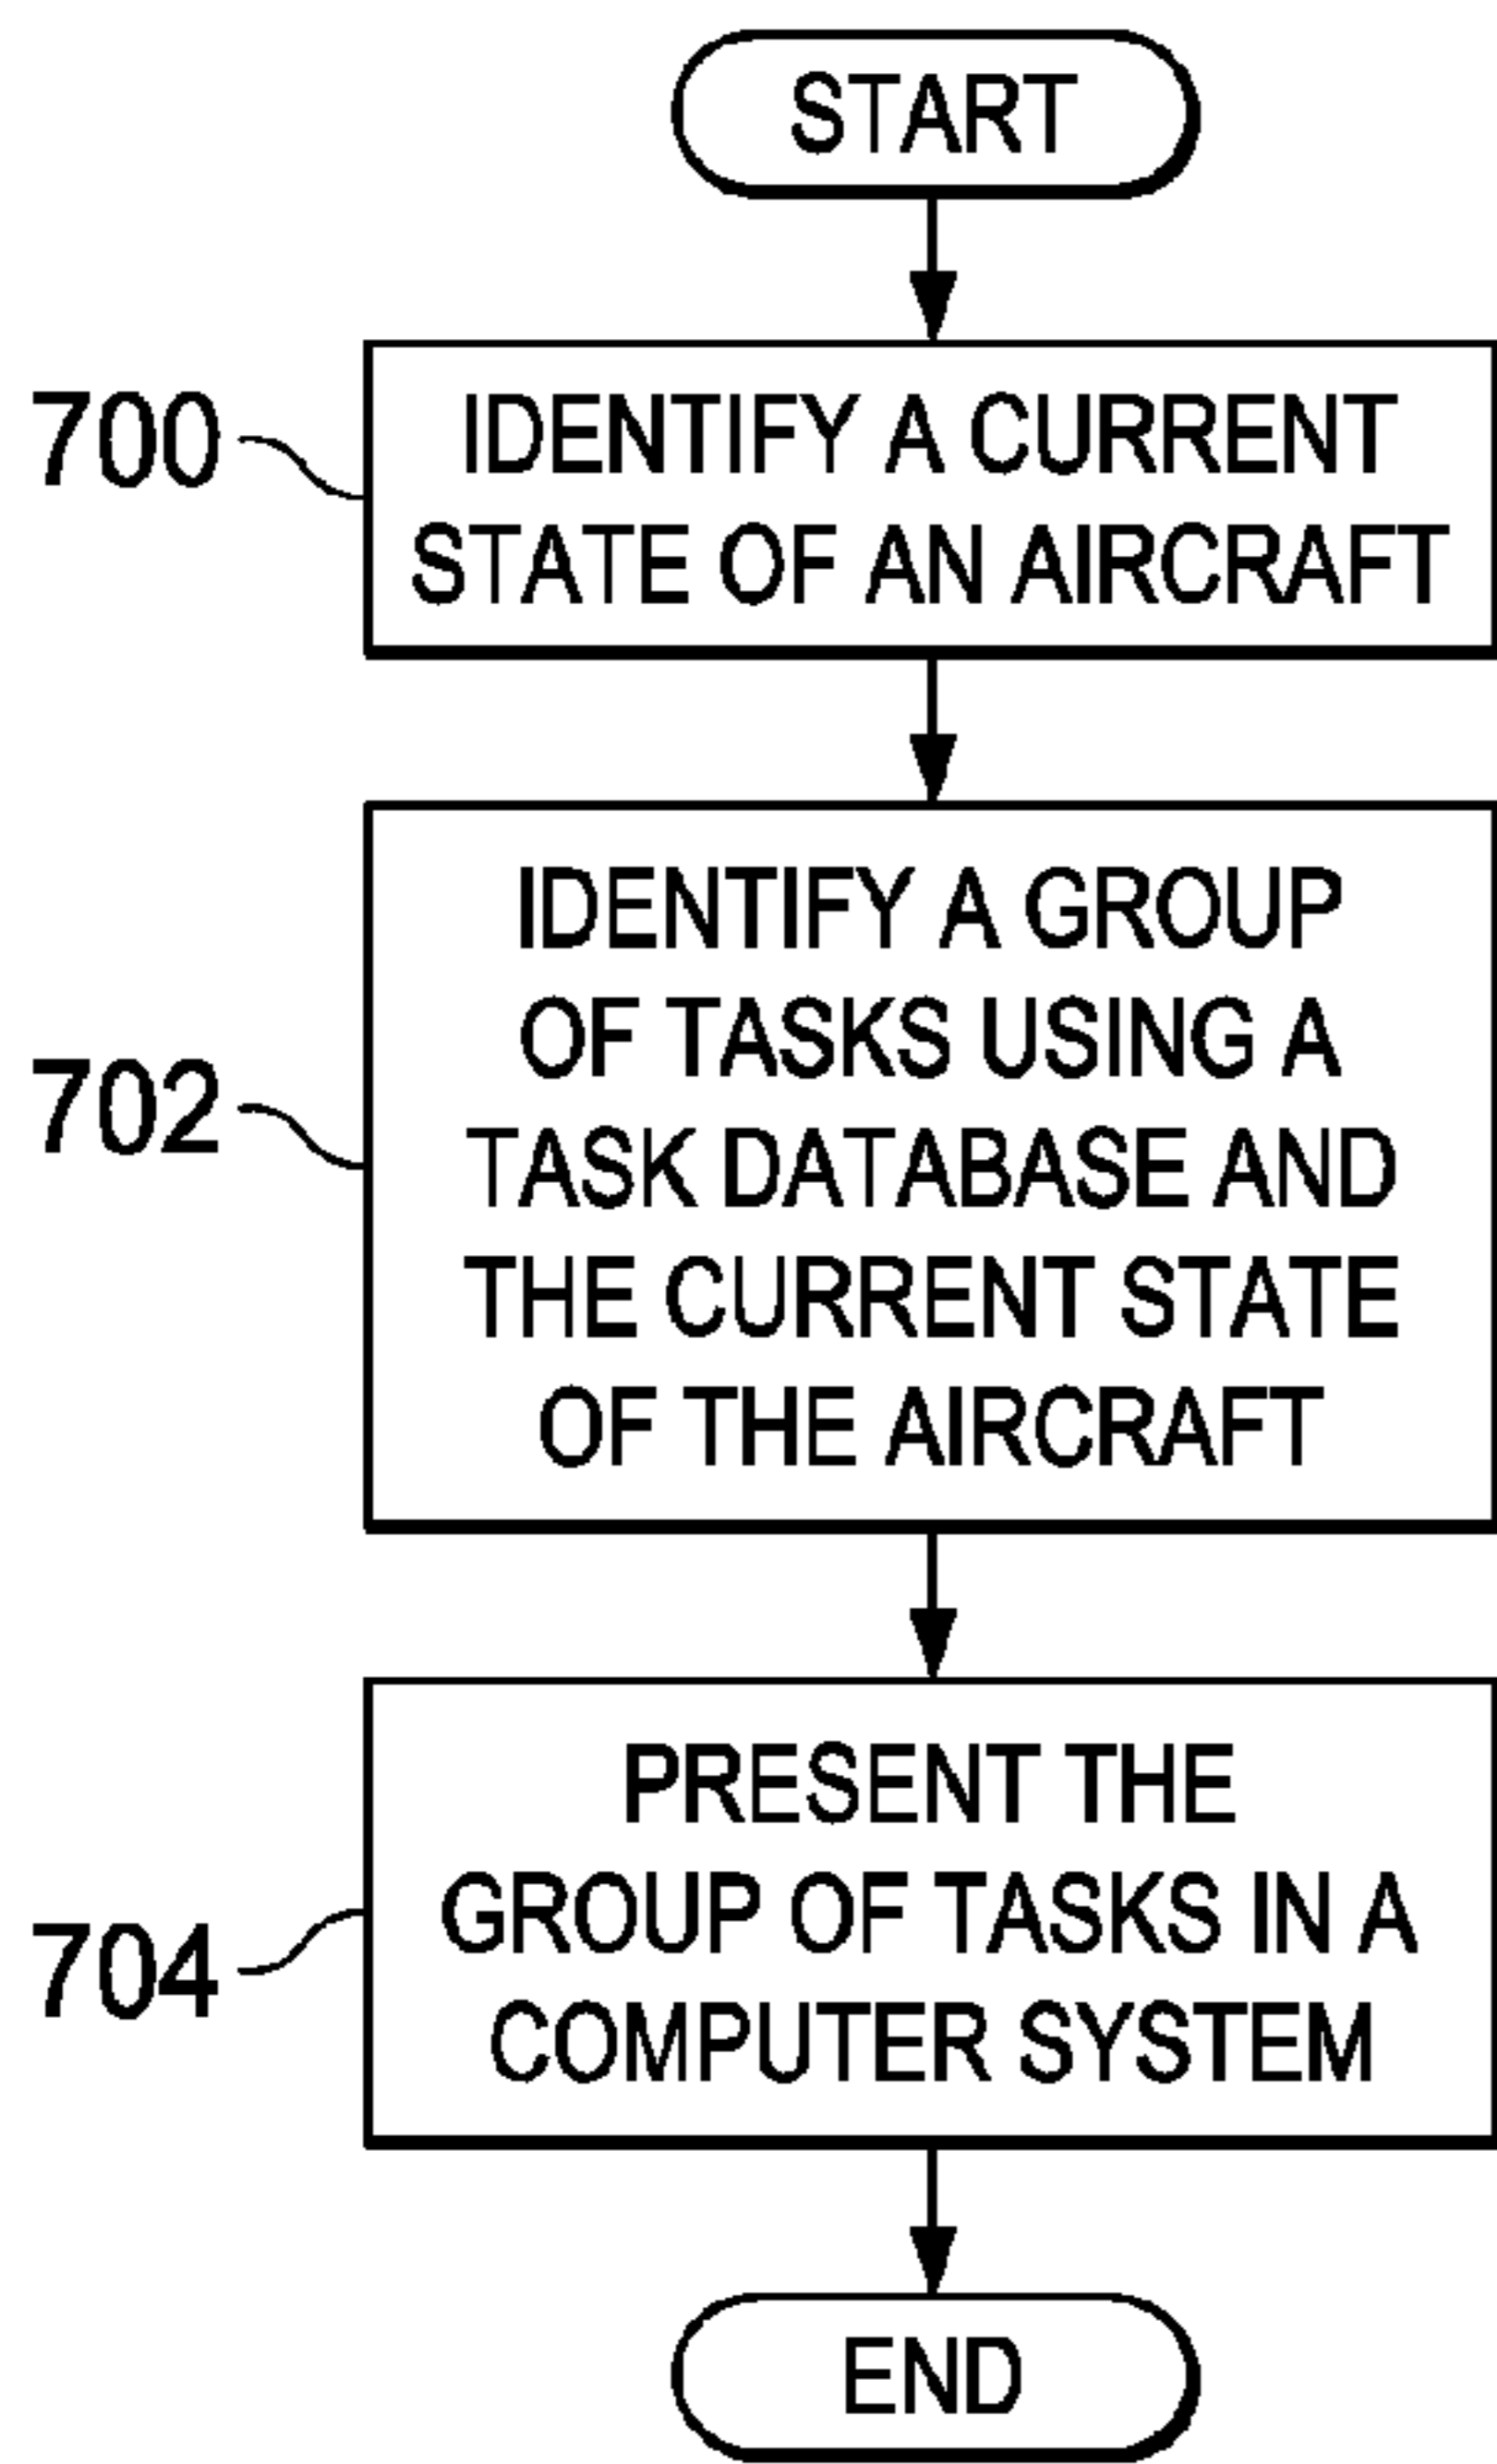 START
700
IDENTIFY A CURRENT
STATE OF AN AIRCRAFT
702
IDENTIFY A GROUP
OF TASKS USING A
TASK DATABASE AND
THE CURRENT STATE
OF THE AIRCRAFT
704
PRESENT THE
GROUP OF TASKS IN A
COMPUTER SYSTEM
END